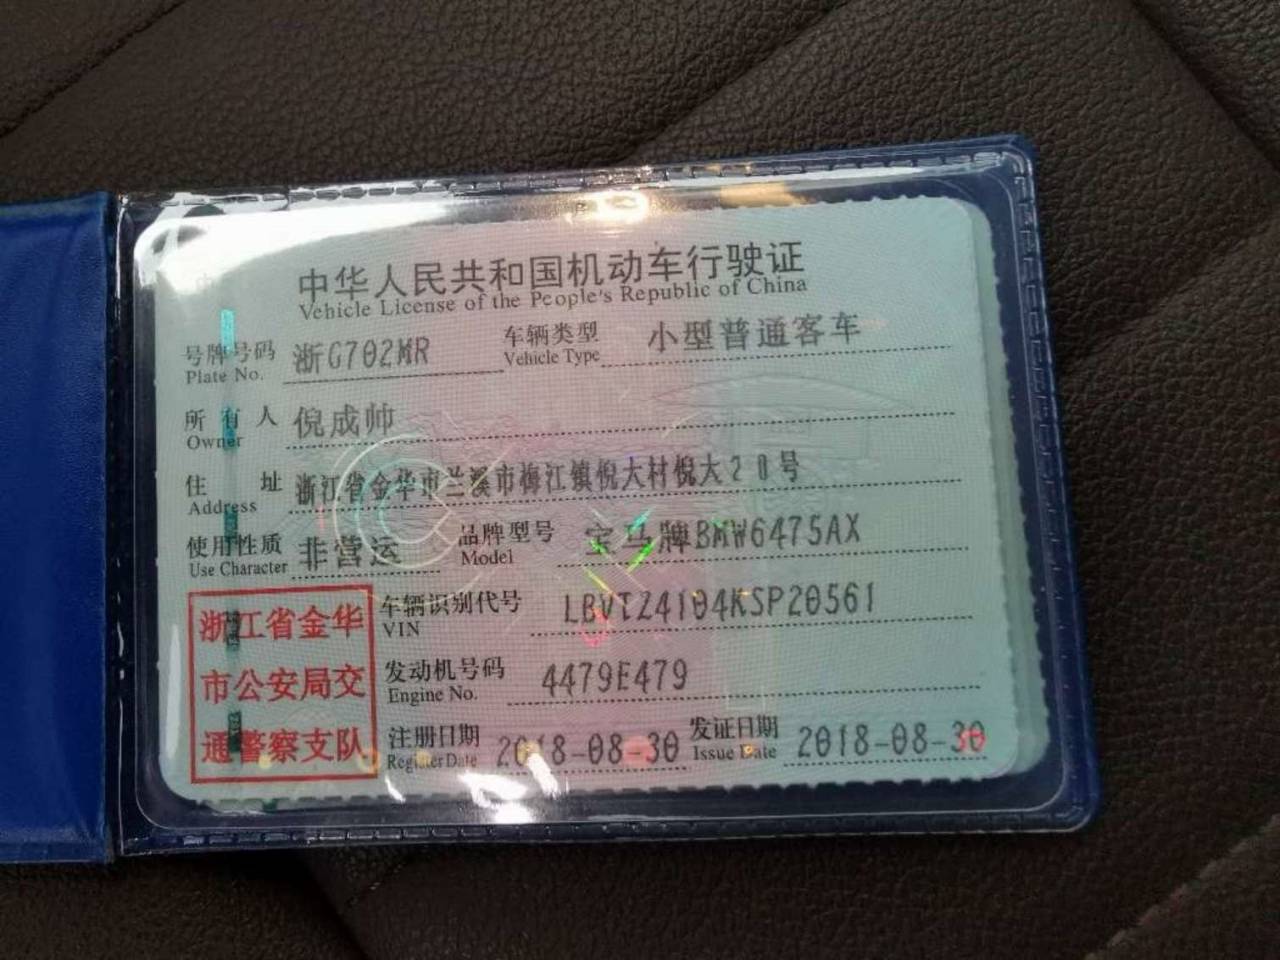 中华人民共和国机动车行驶证
Vehicle License of the People's Republic of China
号牌号码 浙G702MR 车辆类型 小型普通客车
Plate No. Vehicle Type
所有人 倪成帅
Owner
住址 浙江省金华市兰溪市梅江镇倪大村倪大20号
Address
使用性质 非营运 品牌型号 宝马牌BMW6475AX
Use Character Model
浙江省金华 车辆识别代号 LBVTZ4104KSP20561
VIN
市公安局交 发动机号码 4479E479
Engine No.
通警察支队 注册日期 2018-08-30 发证日期 2018-08-30
Register Date Issue Date